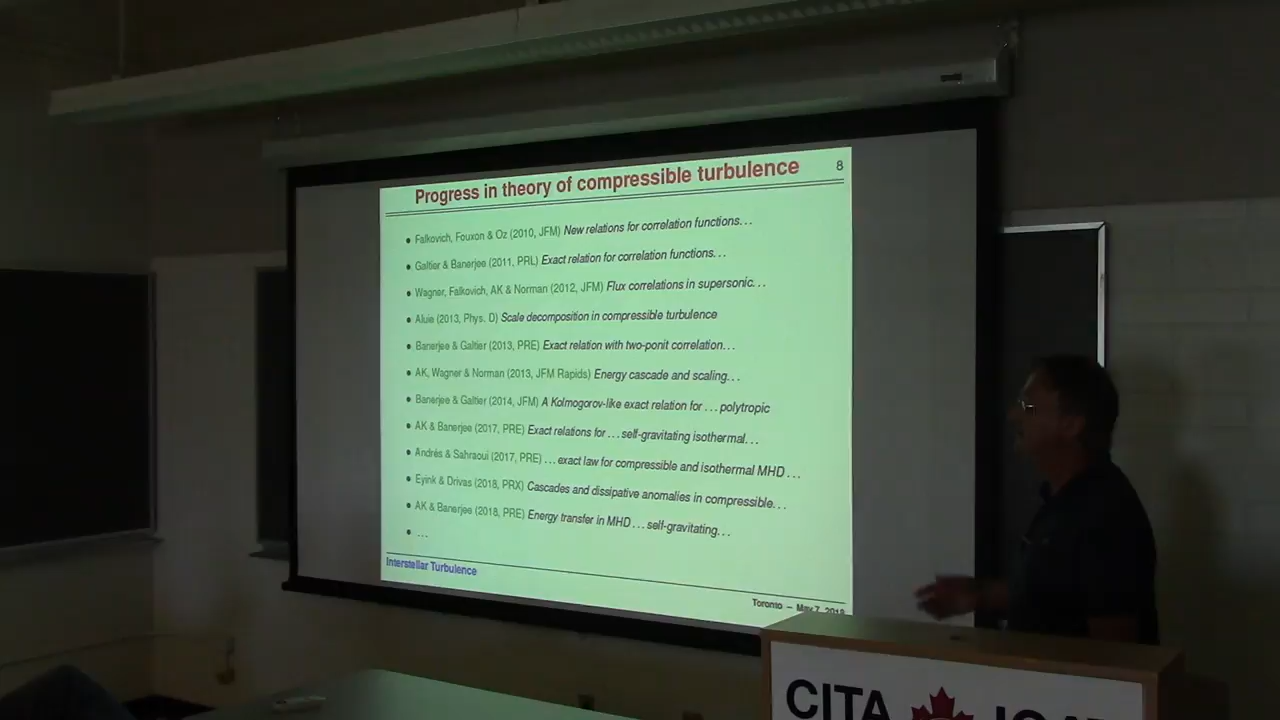 Progress in theory of compressible turbulence
8
• Falkovich, Fouxon & Oz (2010, JFM) New relations for correlation functions…
• Galtier & Banerjee (2011, PRL) Exact relation for correlation functions…
• Wagner, Falkovich, AK & Norman (2012, JFM) Flux correlations in supersonic…
• Aluie (2013, Phys. D) Scale decomposition in compressible turbulence
• Banerjee & Galtier (2013, PRE) Exact relation with two-ponit correlation…
• AK, Wagner & Norman (2013, JFM Rapids) Energy cascade and scaling…
• Banerjee & Galtier (2014, JFM) A Kolmogorov-like exact relation for … polytropic
• AK & Banerjee (2017, PRE) Exact relations for … self-gravitating isothermal…
• Andrés & Sahraoui (2017, PRE) … exact law for compressible and isothermal MHD …
• Eyink & Drivas (2018, PRX) Cascades and dissipative anomalies in compressible…
• AK & Banerjee (2018, PRE) Energy transfer in MHD … self-gravitating…
• …
Interstellar Turbulence
Toronto – May 7, 2018
CITA